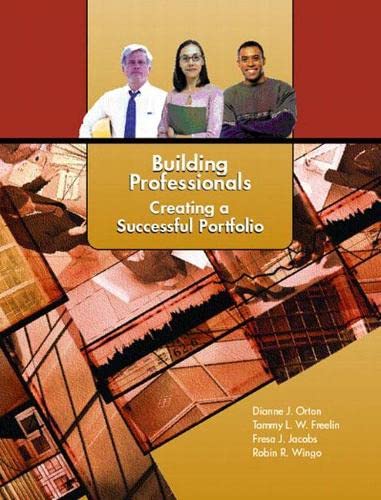 Building
Professionals
Creating a
Successful Portfolio
Dianne J. Orton
Tammy L. W. Freelin
Fresa J. Jacobs
Robin R. Wingo